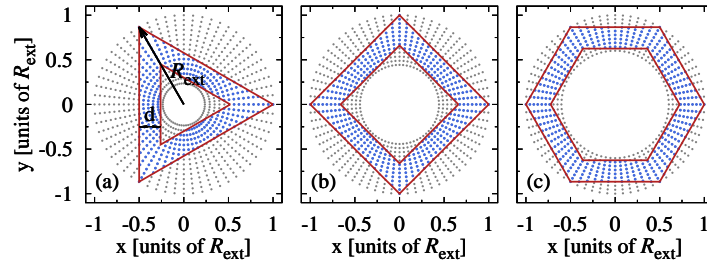 1
0.5
0
-0.5
-1
y [units of R_ext]
R_ext
d
(a)
(b)
(c)
-1 -0.5 0 0.5 1
-1 -0.5 0 0.5 1
-1 -0.5 0 0.5 1
x [units of R_ext]
x [units of R_ext]
x [units of R_ext]